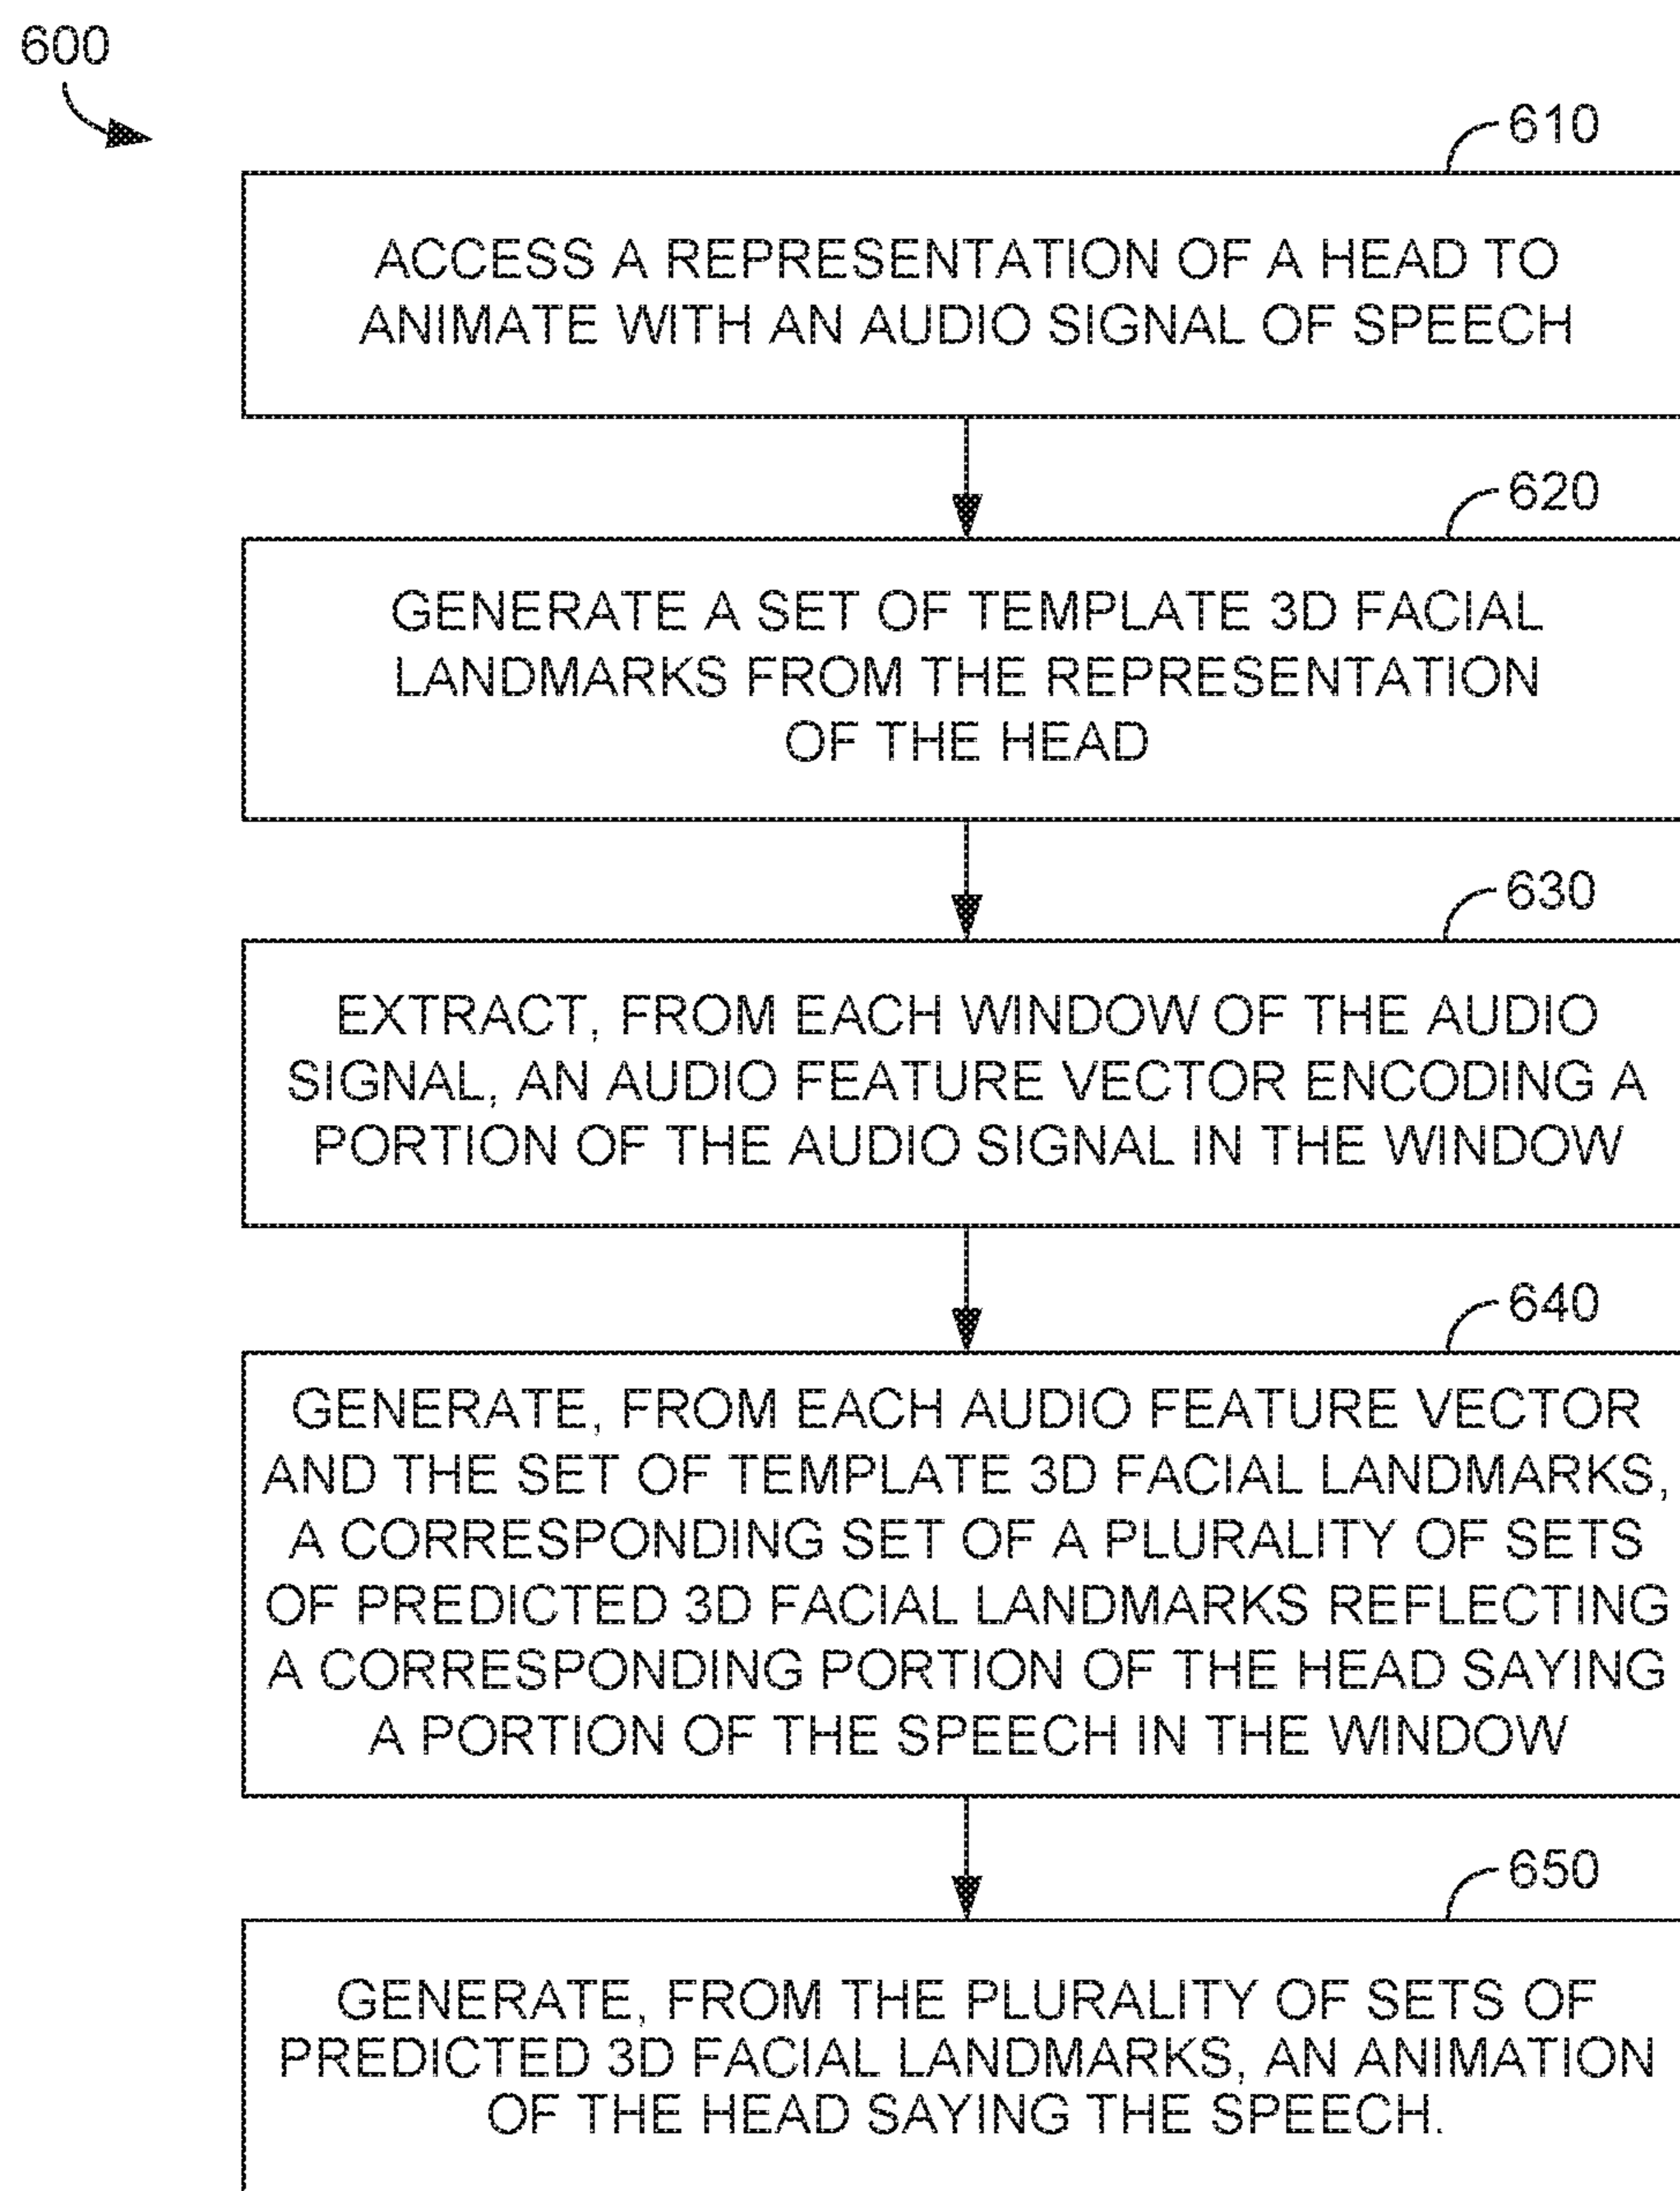 600
610
ACCESS A REPRESENTATION OF A HEAD TO
ANIMATE WITH AN AUDIO SIGNAL OF SPEECH
620
GENERATE A SET OF TEMPLATE 3D FACIAL
LANDMARKS FROM THE REPRESENTATION
OF THE HEAD
630
EXTRACT, FROM EACH WINDOW OF THE AUDIO
SIGNAL, AN AUDIO FEATURE VECTOR ENCODING A
PORTION OF THE AUDIO SIGNAL IN THE WINDOW
640
GENERATE, FROM EACH AUDIO FEATURE VECTOR
AND THE SET OF TEMPLATE 3D FACIAL LANDMARKS,
A CORRESPONDING SET OF A PLURALITY OF SETS
OF PREDICTED 3D FACIAL LANDMARKS REFLECTING
A CORRESPONDING PORTION OF THE HEAD SAYING
A PORTION OF THE SPEECH IN THE WINDOW
650
GENERATE, FROM THE PLURALITY OF SETS OF
PREDICTED 3D FACIAL LANDMARKS, AN ANIMATION
OF THE HEAD SAYING THE SPEECH.